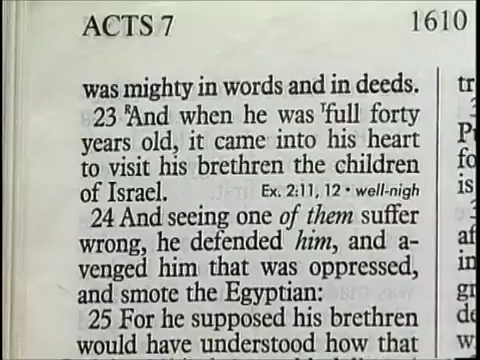 ACTS 7 1610
was mighty in words and in deeds.
23 RAnd when he was Tfull forty
years old, it came into his heart
to visit his brethren the children
of Israel. Ex. 2:11, 12 • well-nigh
24 And seeing one of them suffer
wrong, he defended him, and a-
venged him that was oppressed,
and smote the Egyptian:
25 For he supposed his brethren
would have understood how that